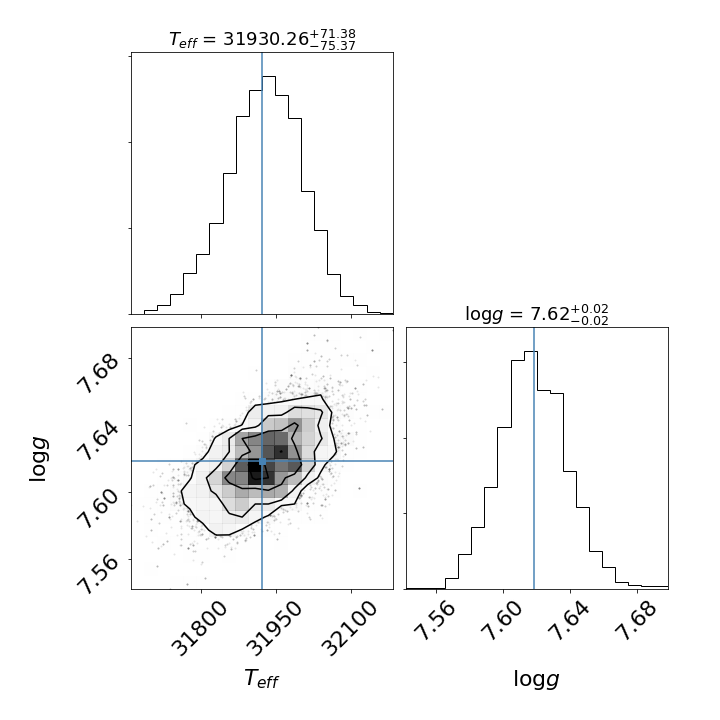 T_eff = 31930.26^{+71.38}_{-75.37}
logg = 7.62^{+0.02}_{-0.02}
7.68
7.64
7.60
7.56
logg
31800
31950
32100
T_eff
7.56
7.60
7.64
7.68
logg